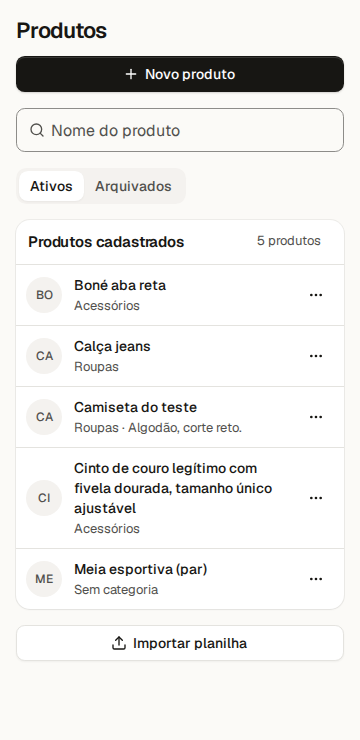 Produtos
Novo produto
Nome do produto
Ativos Arquivados
Produtos cadastrados 5 produtos
BO Boné aba reta
Acessórios
CA Calça jeans
Roupas
CA Camiseta do teste
Roupas · Algodão, corte reto.
Cinto de couro legítimo com
fivela dourada, tamanho único
CI ajustável
Acessórios
ME Meia esportiva (par)
Sem categoria
Importar planilha